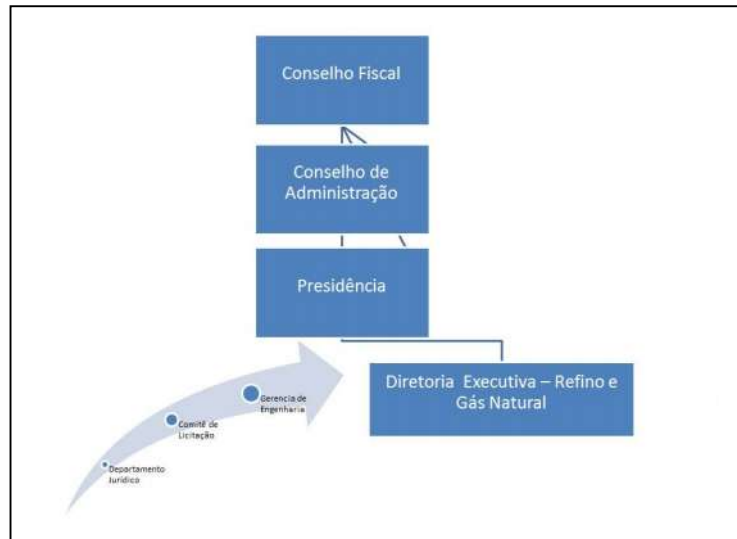 Conselho Fiscal
Conselho de
Administração
Presidência
Diretoria Executiva – Refino e
Gás Natural
Gerencia de
Engenharia
Comitê de
Licitação
Departamento
Jurídico